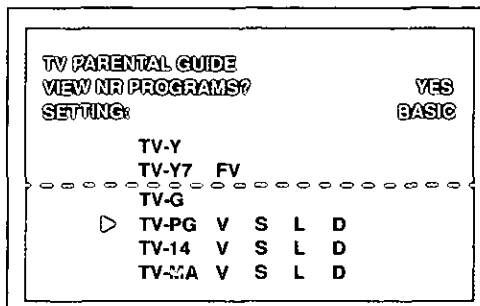 TV PARENTAL GUIDE
VIEW NR PROGRAMS? YES
SETTING: BASIC
TV-Y
TV-Y7 FV
TV-G
TV-PG V S L D
TV-14 V S L D
TV-MA V S L D